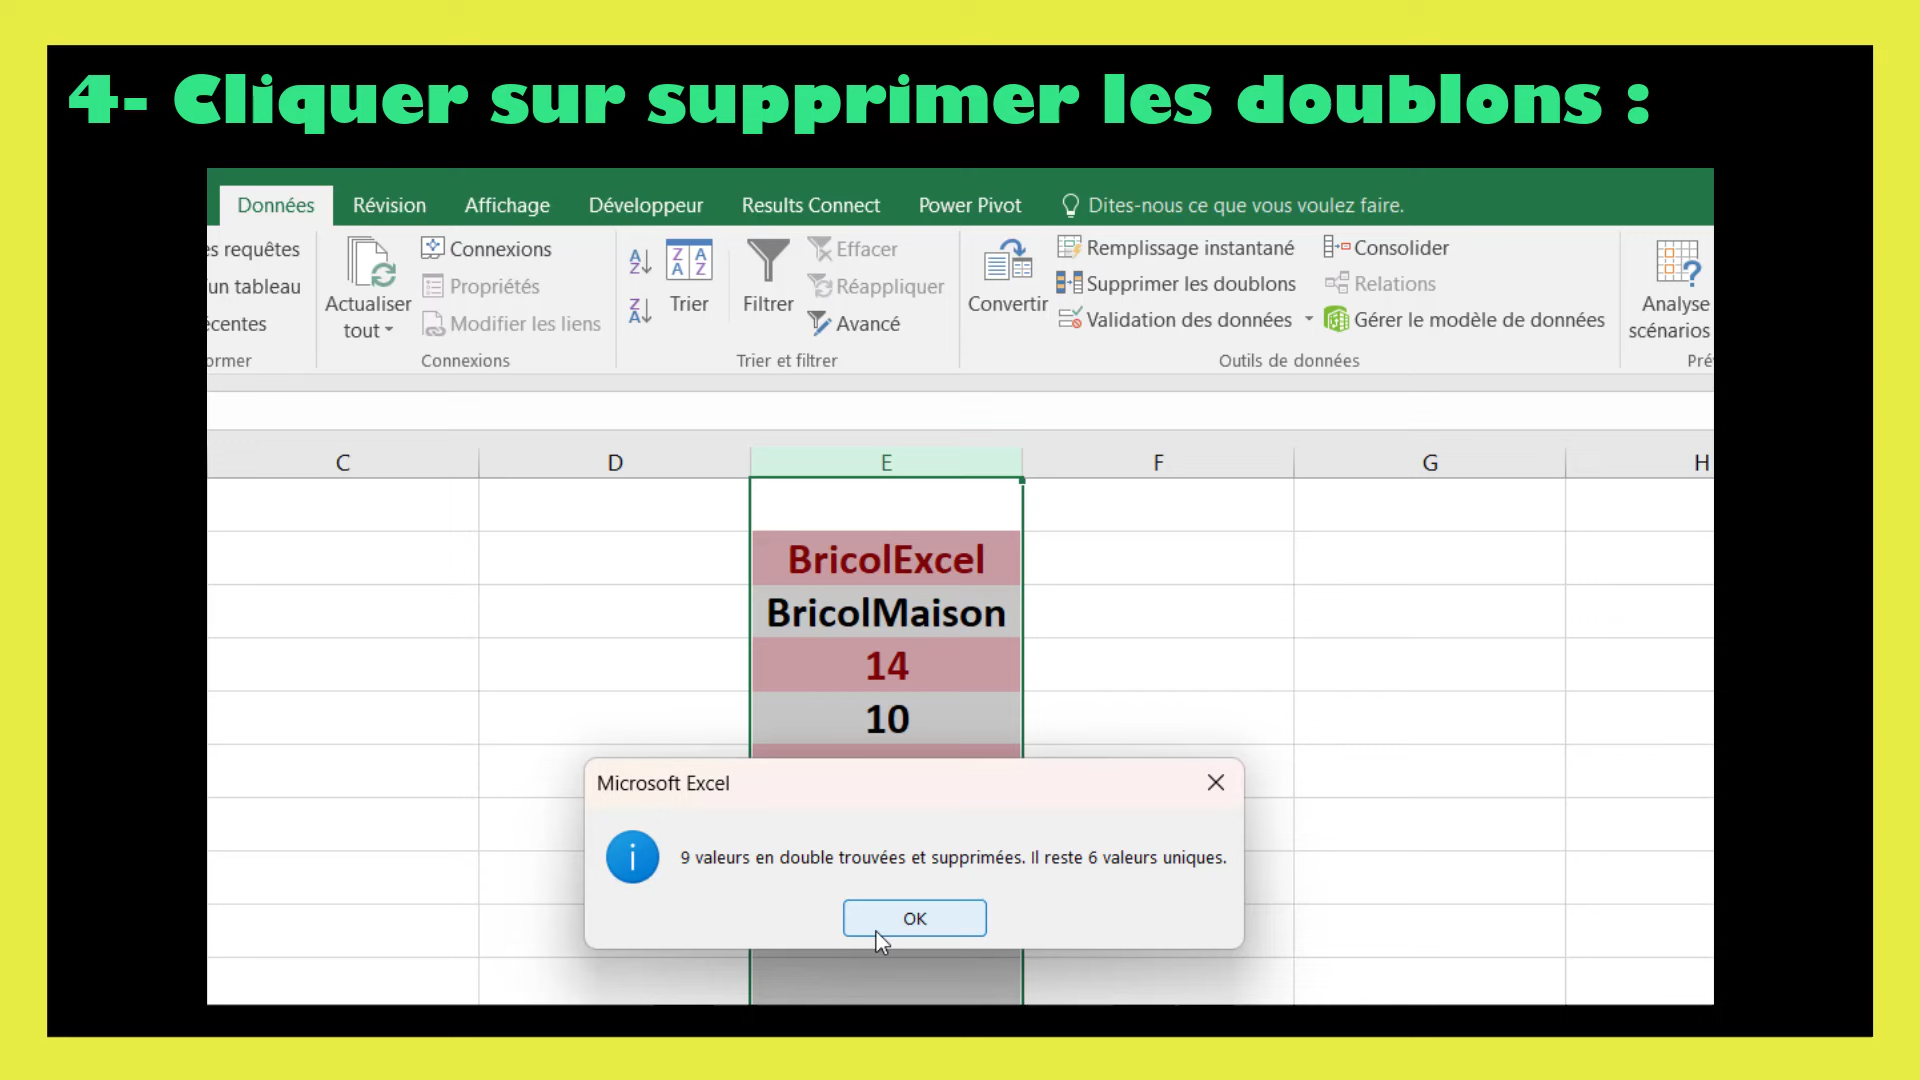 4- Cliquer sur supprimer les doublons :
Données Révision Affichage Développeur Results Connect Power Pivot Dites-nous ce que vous voulez faire.
es requêtes
un tableau
écentes
ormer
Actualiser
tout
Connexions
Propriétés
Modifier les liens
Connexions
Trier
Filtrer
Effacer
Réappliquer
Avancé
Trier et filtrer
Convertir
Remplissage instantané
Supprimer les doublons
Validation des données
Consolider
Relations
Gérer le modèle de données
Outils de données
Analyse
scénarios
Pré
C D E F G H
BricolExcel
BricolMaison
14
10
Microsoft Excel
9 valeurs en double trouvées et supprimées. Il reste 6 valeurs uniques.
OK